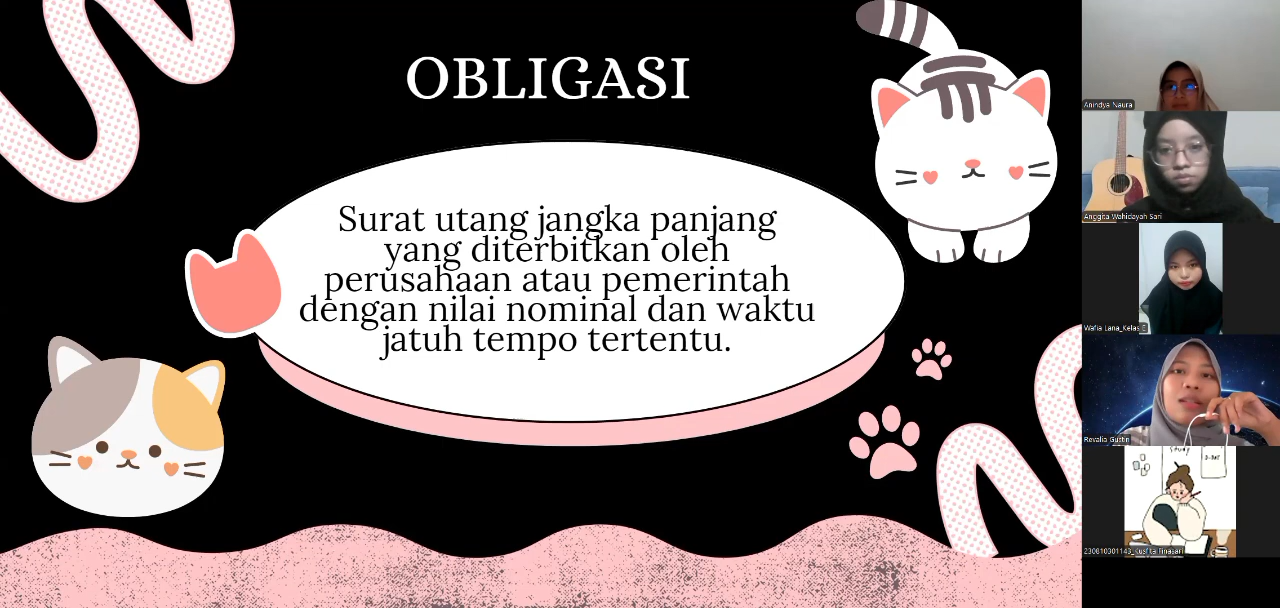 OBLIGASI
Surat utang jangka panjang
yang diterbitkan oleh
perusahaan atau pemerintah
dengan nilai nominal dan waktu
jatuh tempo tertentu.
Anindya Naura
Anggita Wahidayah Sari
Wafia Lana_Kelas E
Revalia Gustin